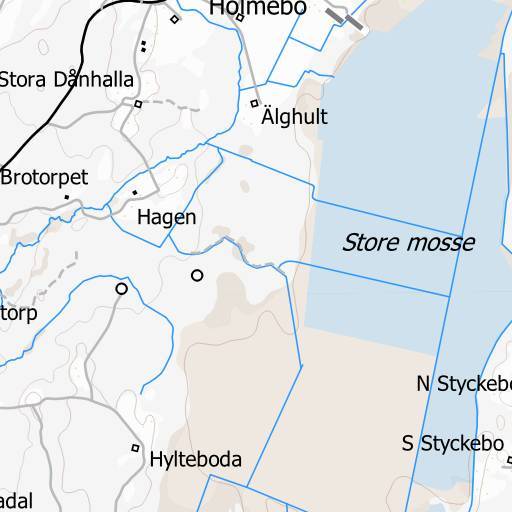 Holmebo
Stora Dånhalla
Älghult
Brotorpet
Hagen
Store mosse
torp
N Styckebo
S Styckebo
Hylteboda
adal